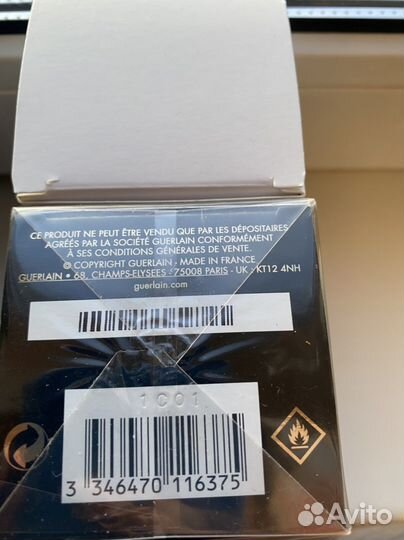 CE PRODUIT NE PEUT ÊTRE VENDU QUE PAR LES DÉPOSITAIRES
AGRÉÉS PAR LA SOCIÉTÉ GUERLAIN CONFORMÉMENT
À SES CONDITIONS GÉNÉRALES DE VENTE.
© COPYRIGHT GUERLAIN - MADE IN FRANCE
GUERLAIN • 68, CHAMPS-ELYSEES - 75008 PARIS - UK - KT12 4NH
guerlain.com
1C01
3 346470 116375
Avito